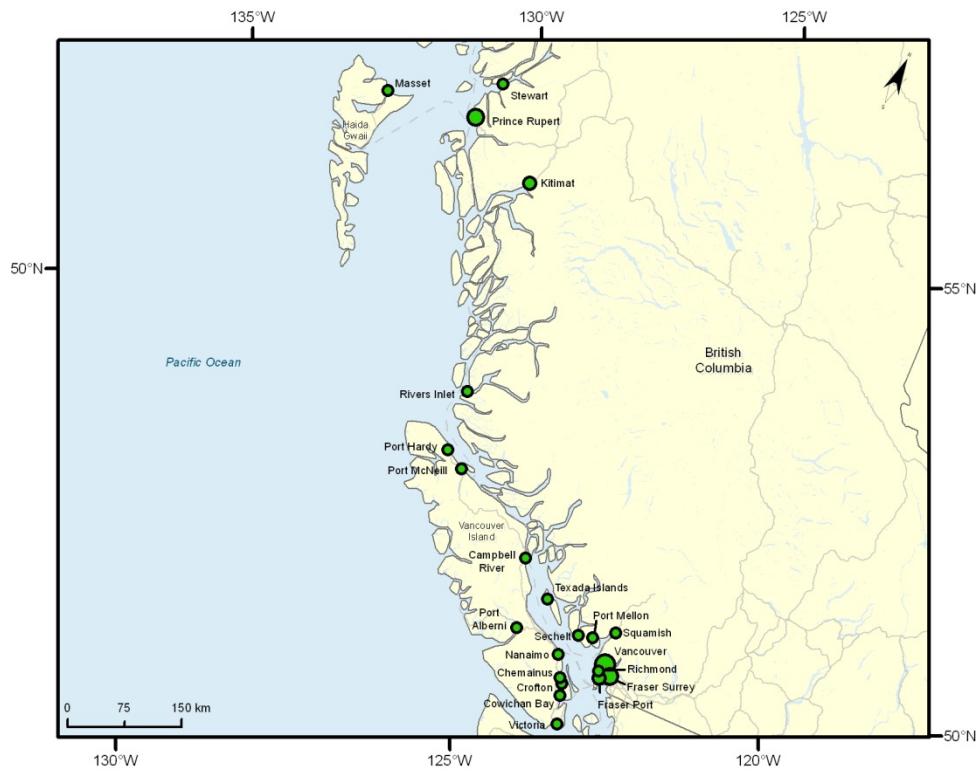 135°W
130°W
125°W
Masset
Stewart
Haida
Gwaii
Prince Rupert
Kitimat
50°N
55°N
Pacific Ocean
British
Columbia
Rivers Inlet
Port Hardy
Port McNeill
Vancouver
Island
Campbell
River
Texada Islands
Port
Alberni
Port Mellon
Sechelt
Squamish
Nanaimo
Vancouver
Chemainus
Richmond
Crofton
Fraser Surrey
Cowichan Bay
Fraser Port
Victoria
0 75 150 km
50°N
130°W
125°W
120°W